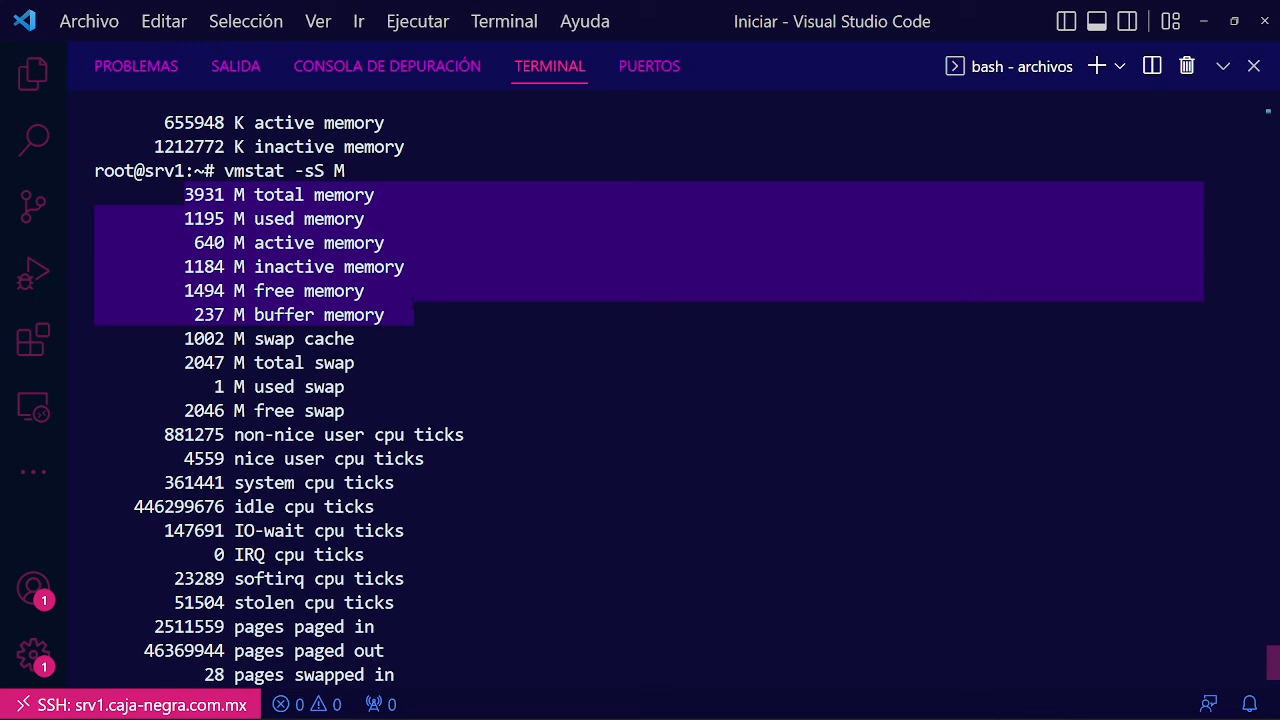 Archivo Editar Selección Ver Ir Ejecutar Terminal Ayuda Iniciar - Visual Studio Code
PROBLEMAS SALIDA CONSOLA DE DEPURACIÓN TERMINAL PUERTOS bash - archivos
655948 K active memory
1212772 K inactive memory
root@srv1:~# vmstat -sS M
3931 M total memory
1195 M used memory
640 M active memory
1184 M inactive memory
1494 M free memory
237 M buffer memory
1002 M swap cache
2047 M total swap
1 M used swap
2046 M free swap
881275 non-nice user cpu ticks
4559 nice user cpu ticks
361441 system cpu ticks
446299676 idle cpu ticks
147691 IO-wait cpu ticks
0 IRQ cpu ticks
23289 softirq cpu ticks
51504 stolen cpu ticks
2511559 pages paged in
46369944 pages paged out
28 pages swapped in
1
1
SSH: srv1.caja-negra.com.mx 0 0 0